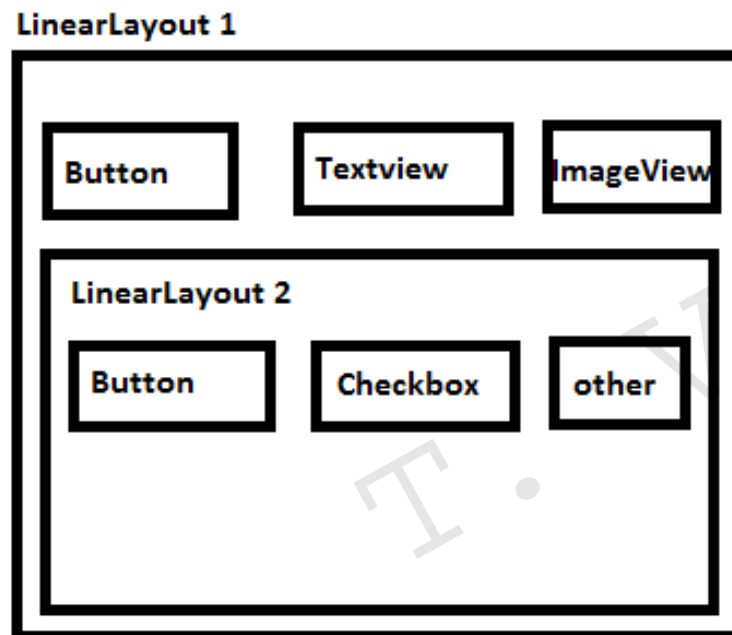 LinearLayout 1
Button Textview ImageView
LinearLayout 2
Button Checkbox other
T.